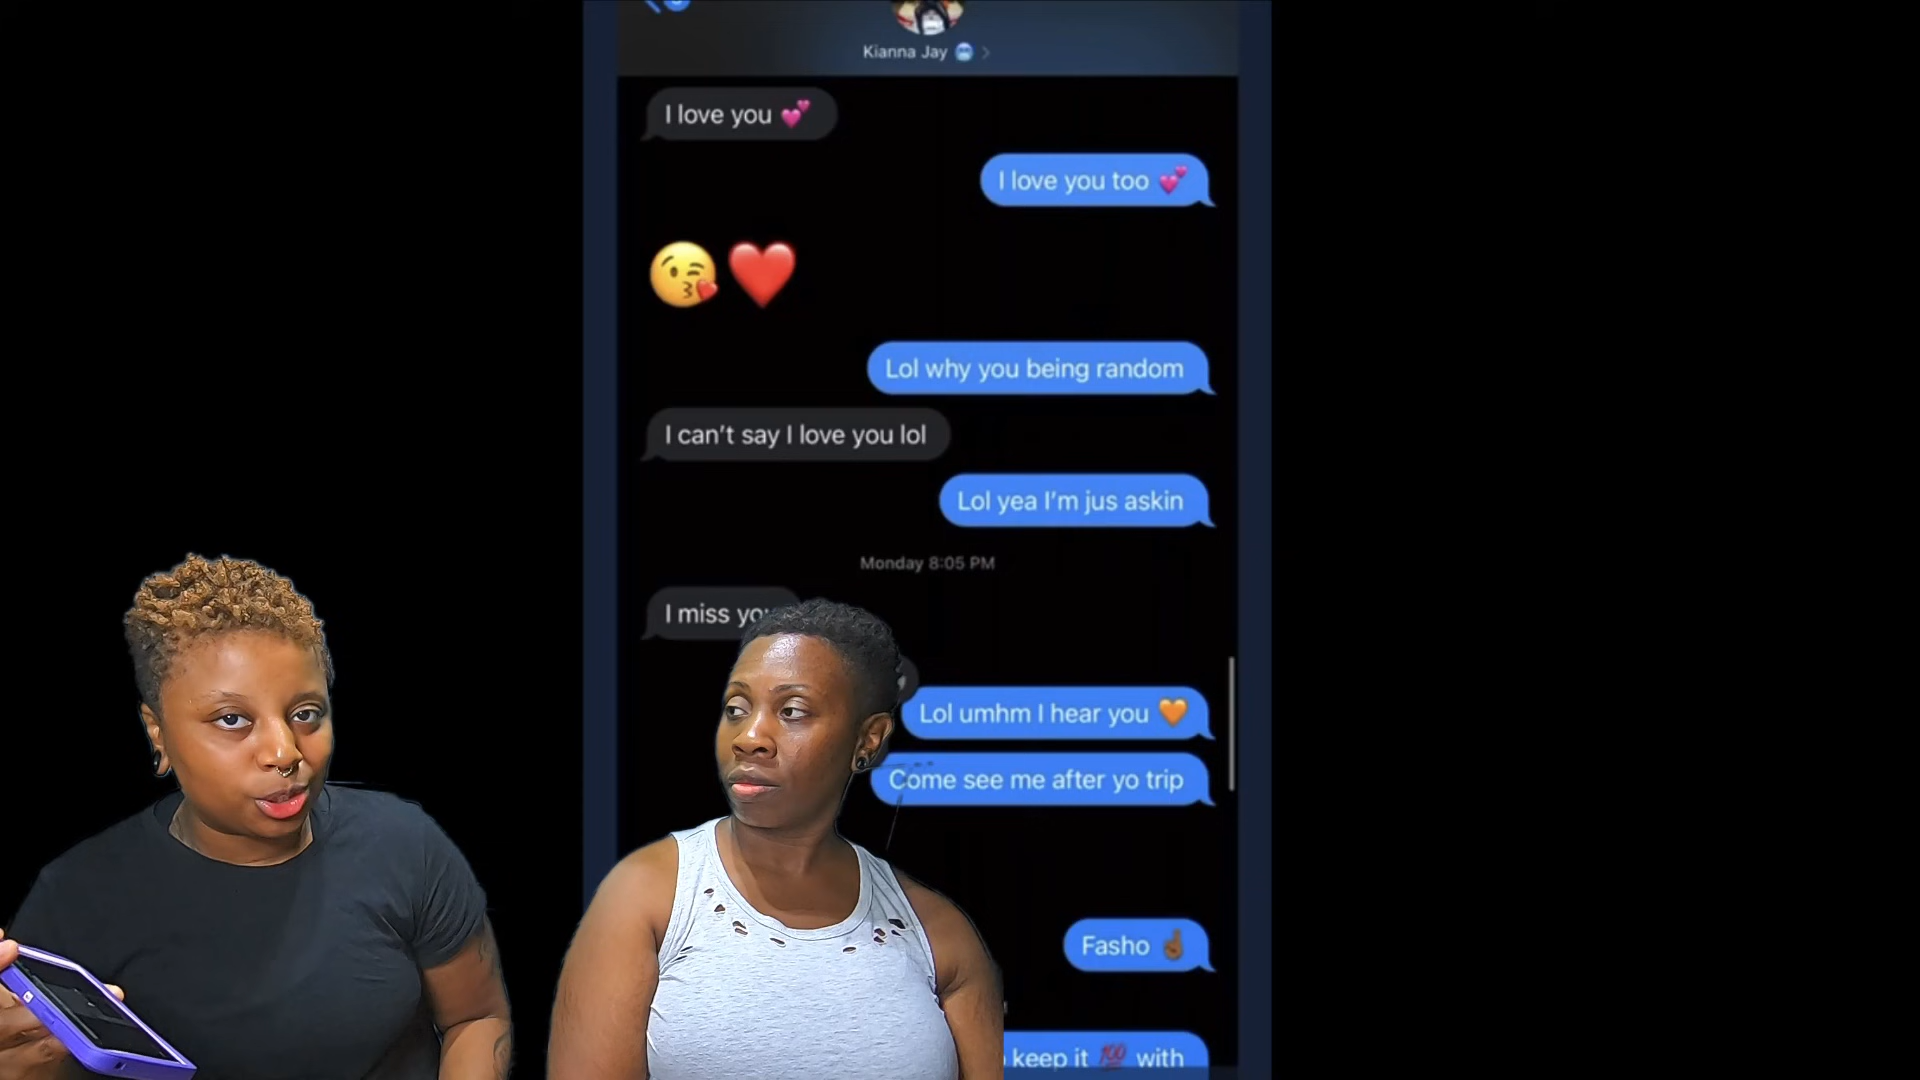 Kianna Jay 🥶
I love you 💕
I love you too 💕
😘❤️
Lol why you being random
I can't say I love you lol
Lol yea I'm jus askin
Monday 8:05 PM
I miss you
Lol umhm I hear you 🧡
Come see me after yo trip
Fasho 🤞🏾
keep it 💯 with